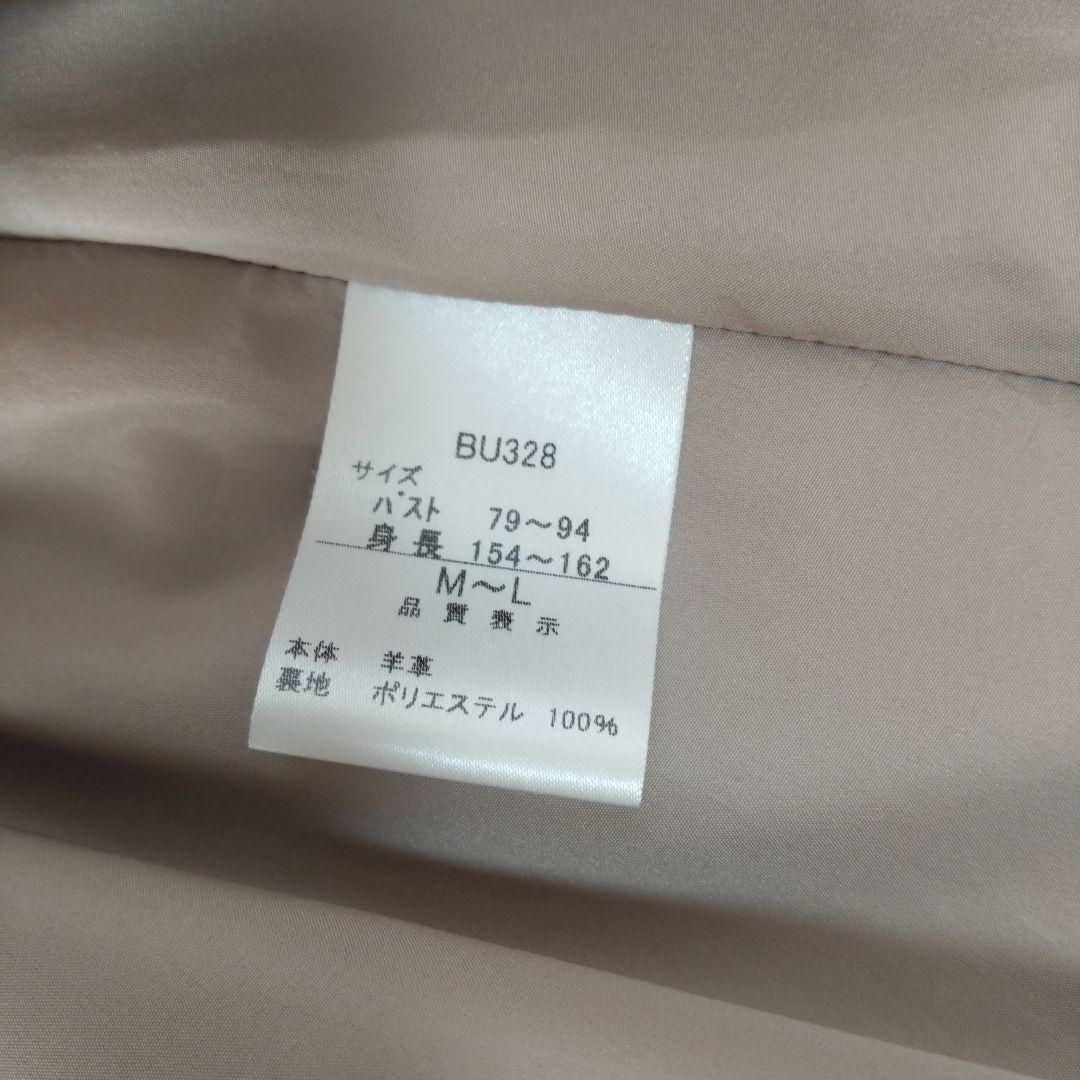 BU328
サイズ
バスト 79～94
身長 154～162
M～L
品質表示
本体 羊革
裏地 ポリエステル 100%